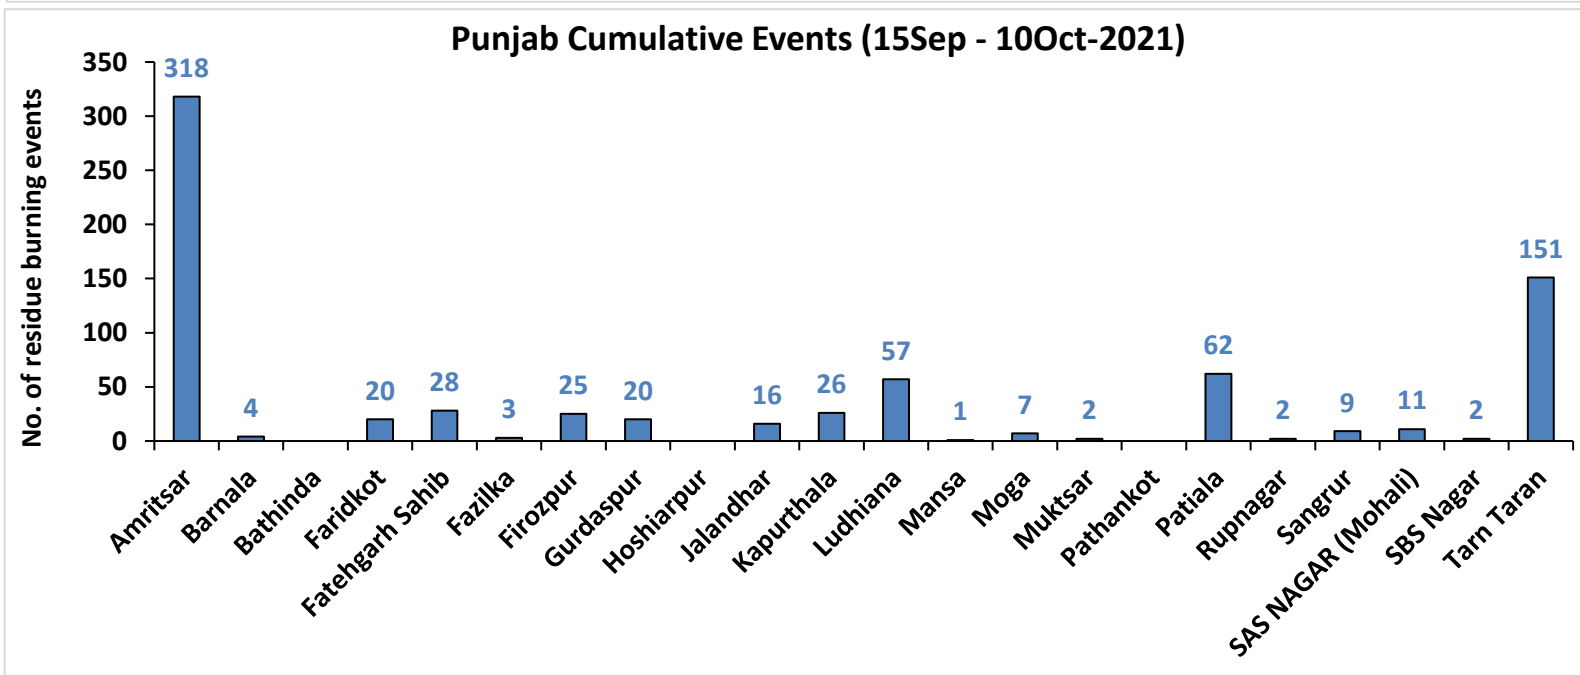 Punjab Cumulative Events (15Sep - 10Oct-2021)
No. of residue burning events
350
300
250
200
150
100
50
0
318
4
20
28
3
25
20
16
26
57
1
7
2
62
2
9
11
2
151
Amritsar
Barnala
Bathinda
Faridkot
Fatehgarh Sahib
Fazilka
Firozpur
Gurdaspur
Hoshiarpur
Jalandhar
Kapurthala
Ludhiana
Mansa
Moga
Muktsar
Pathankot
Patiala
Rupnagar
Sangrur
SAS NAGAR (Mohali)
SBS Nagar
Tarn Taran